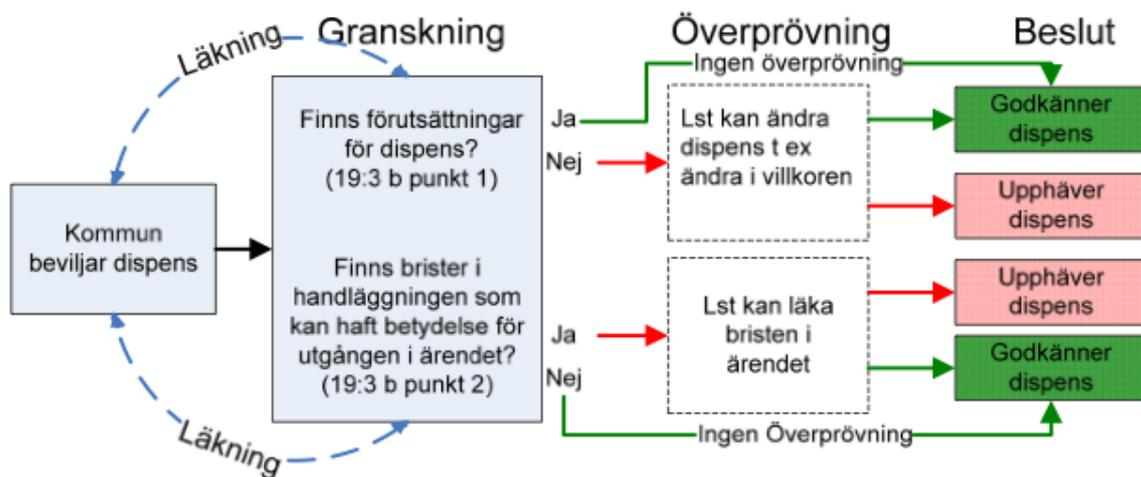 Granskning
Överprövning
Beslut
Läkning
Kommun
beviljar dispens
Läkning
Finns förutsättningar
för dispens?
(19:3 b punkt 1)
Finns brister i
handläggningen som
kan haft betydelse för
utgången i ärendet?
(19:3 b punkt 2)
Ja
Nej
Ja
Nej
Ingen överprövning
Lst kan ändra
dispens t ex
ändra i villkoren
Lst kan läka
bristen i
ärendet
Ingen Överprövning
Godkänner
dispens
Upphäver
dispens
Upphäver
dispens
Godkänner
dispens